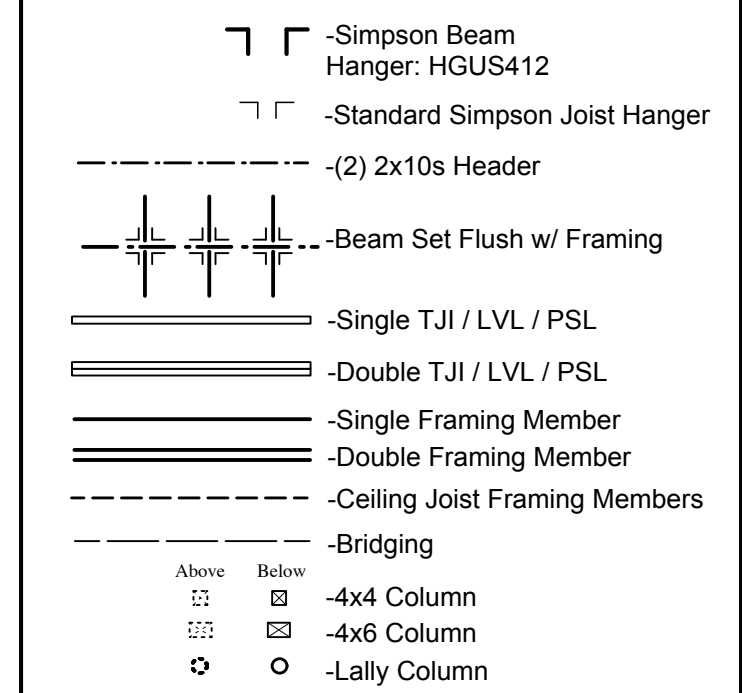 -Simpson Beam
Hanger: HGUS412
-Standard Simpson Joist Hanger
-(2) 2x10s Header
-Beam Set Flush w/ Framing
-Single TJI / LVL / PSL
-Double TJI / LVL / PSL
-Single Framing Member
-Double Framing Member
-Ceiling Joist Framing Members
-Bridging
Above Below
-4x4 Column
-4x6 Column
-Lally Column